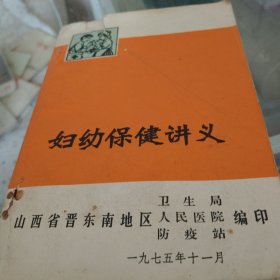 妇幼保健讲义
卫生局
山西省晋东南地区人民医院编印
防疫站
一九七五年十一月